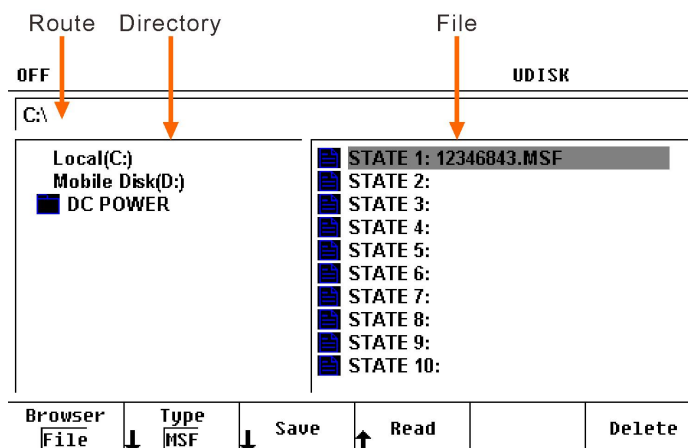 Route Directory File
OFF UDISK
C:\
Local(C:)
Mobile Disk(D:)
DC POWER
STATE 1: 12346843.MSF
STATE 2:
STATE 3:
STATE 4:
STATE 5:
STATE 6:
STATE 7:
STATE 8:
STATE 9:
STATE 10:
Browser Type Save Read Delete
File MSF